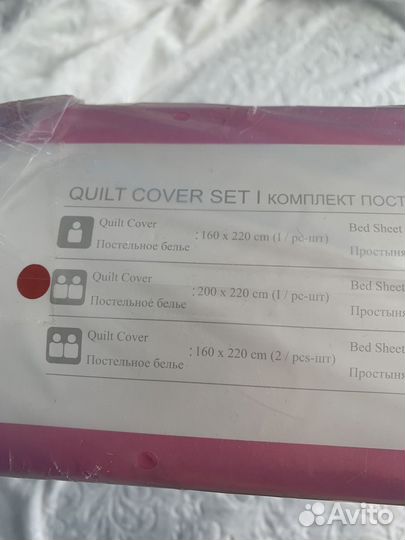 QUILT COVER SET I КОМПЛЕКТ ПОСТ
Quilt Cover
Постельное белье
: 160 x 220 cm (1 / pc-шт)
Bed Sheet
Простыня
Quilt Cover
Постельное белье
: 200 x 220 cm (1 / pc-шт)
Bed Sheet
Простыня
Quilt Cover
Постельное белье
: 160 x 220 cm (2 / pcs-шт)
Bed Sheet
Простыня
Avito